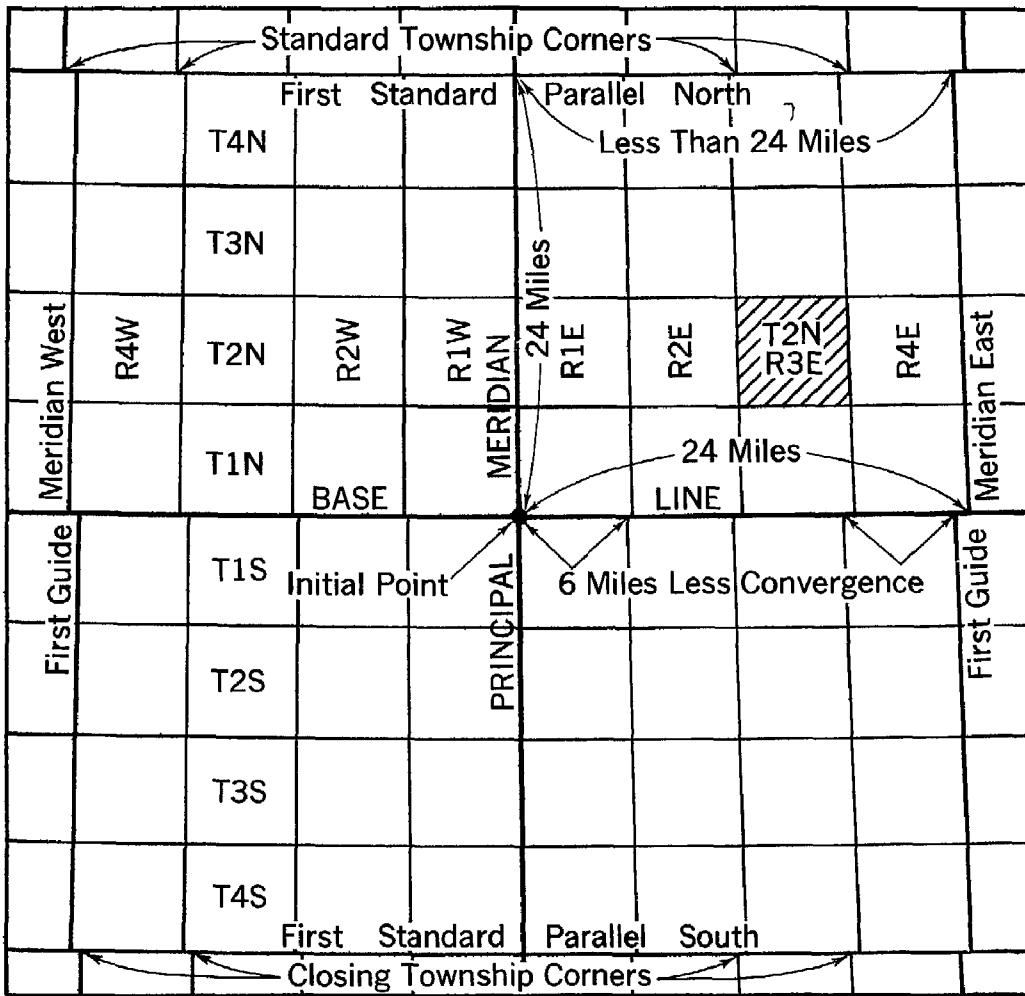 Standard Township Corners
First Standard Parallel North
Less Than 24 Miles
T4N
T3N
24 Miles
Meridian West
R4W
T2N
R2W
R1W
MERIDIAN
R1E
R2E
T2N
R3E
R4E
Meridian East
T1N
24 Miles
BASE
LINE
First Guide
T1S
Initial Point
PRINCIPAL
6 Miles Less Convergence
First Guide
T2S
T3S
T4S
First Standard Parallel South
Closing Township Corners